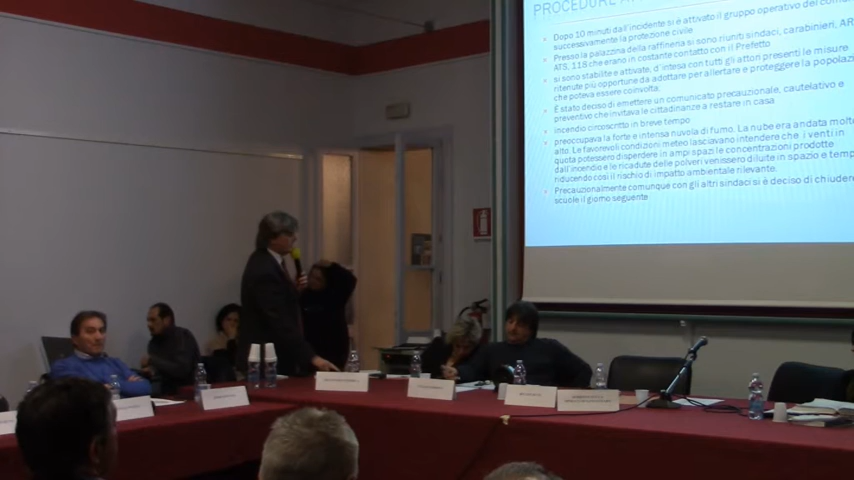 PROCEDURE
Dopo 10 minuti dall'incidente si è attivato il gruppo operativo
successivamente la protezione civile
Presso la palazzina della raffineria si sono riuniti sindaci, carabinieri,
ATS, 118 che erano in costante contatto con il Prefetto
si sono stabilite e attivate, d'intesa con tutti gli attori presenti le misure
ritenute più opportune da adottare per allertare e proteggere la
che poteva essere coinvolta.
È stato deciso di emettere un comunicato precauzionale, cautelativo e
preventivo che invitava le cittadinanze a restare in casa
incendio circoscritto in breve tempo
preoccupava la forte e intensa nuvola di fumo. La nube era andata
alto. Le favorevoli condizioni meteo lasciavano intendere che i venti in
quota potessero disperdere in ampi spazi le concentrazioni prodotte
dall'incendio e le ricadute delle polveri venissero diluite in spazio e
riducendo così il rischio di impatto ambientale rilevante.
Precauzionalmente comunque con gli altri sindaci si è deciso di
scuole il giorno seguente